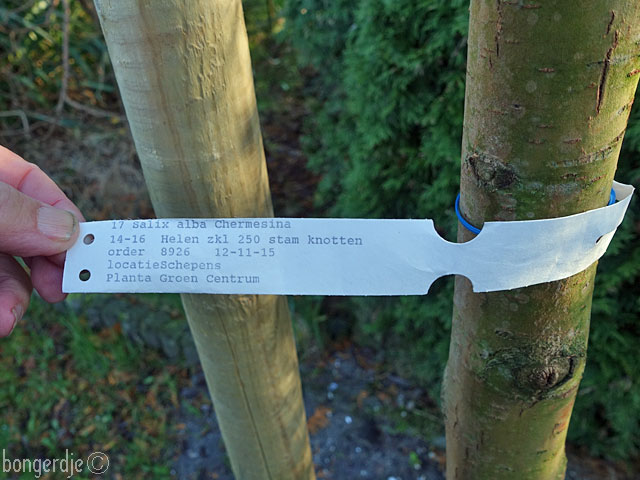 17 Salix alba Chermesina
14-16 Helen zkl 250 stam knotten
order 8926 12-11-15
locatieSchepens
Planta Groen Centrum
bongerdje ©